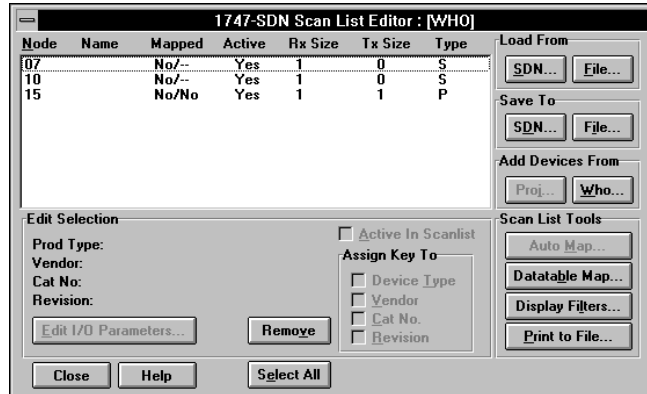 1747-SDN Scan List Editor : [WHO]
Node Name Mapped Active Rx Size Tx Size Type
07 No/-- Yes 1 0 S
10 No/-- Yes 1 0 S
15 No/No Yes 1 1 P
Load From
SDN... File...
Save To
SDN... File...
Add Devices From
Proj... Who...
Edit Selection
Prod Type:
Vendor:
Cat No:
Revision:
Edit I/O Parameters...
Remove
Active In Scanlist
Assign Key To
Device Type
Vendor
Cat No.
Revision
Scan List Tools
Auto Map...
Datatable Map...
Display Filters...
Print to File...
Close Help Select All